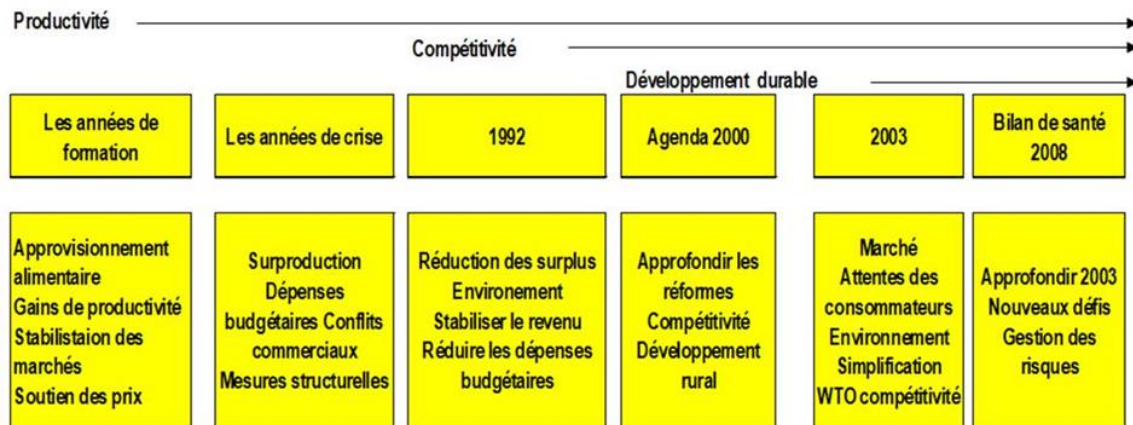 Productivité
Compétitivité
Développement durable
Les années de
formation
Les années de crise
1992
Agenda 2000
2003
Bilan de santé
2008
Approvisionnement
alimentaire
Gains de productivité
Stabilistaion des
marchés
Soutien des prix
Surproduction
Dépenses
budgétaires Conflits
commerciaux
Mesures structurelles
Réduction des surplus
Environement
Stabiliser le revenu
Réduire les dépenses
budgétaires
Approfondir les
réformes
Compétitivité
Développement
rural
Marché
Attentes des
consommateurs
Environnement
Simplification
WTO compétitivité
Approfondir 2003
Nouveaux défis
Gestion des
risques